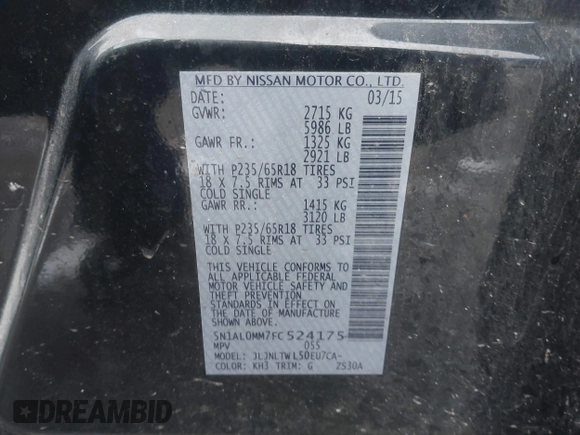 MFD BY NISSAN MOTOR CO., LTD.
DATE: 03/15
GVWR: 2715 KG
5986 LB
GAWR FR.: 1325 KG
2921 LB
WITH P235/65R18 TIRES
18 X 7.5 RIMS AT 33 PSI
COLD SINGLE
GAWR RR.: 1415 KG
3120 LB
WITH P235/65R18 TIRES
18 X 7.5 RIMS AT 33 PSI
COLD SINGLE
THIS VEHICLE CONFORMS TO
ALL APPLICABLE FEDERAL
MOTOR VEHICLE SAFETY AND
THEFT PREVENTION
STANDARDS IN EFFECT ON
THE DATE OF MANUFACTURE
SHOWN ABOVE.
5N1AL0MM7FC524175
MPV 055
MODEL: JLJNLTWL50EU7CA-
COLOR: KH3 TRIM: G 2S30A
DREAMBID